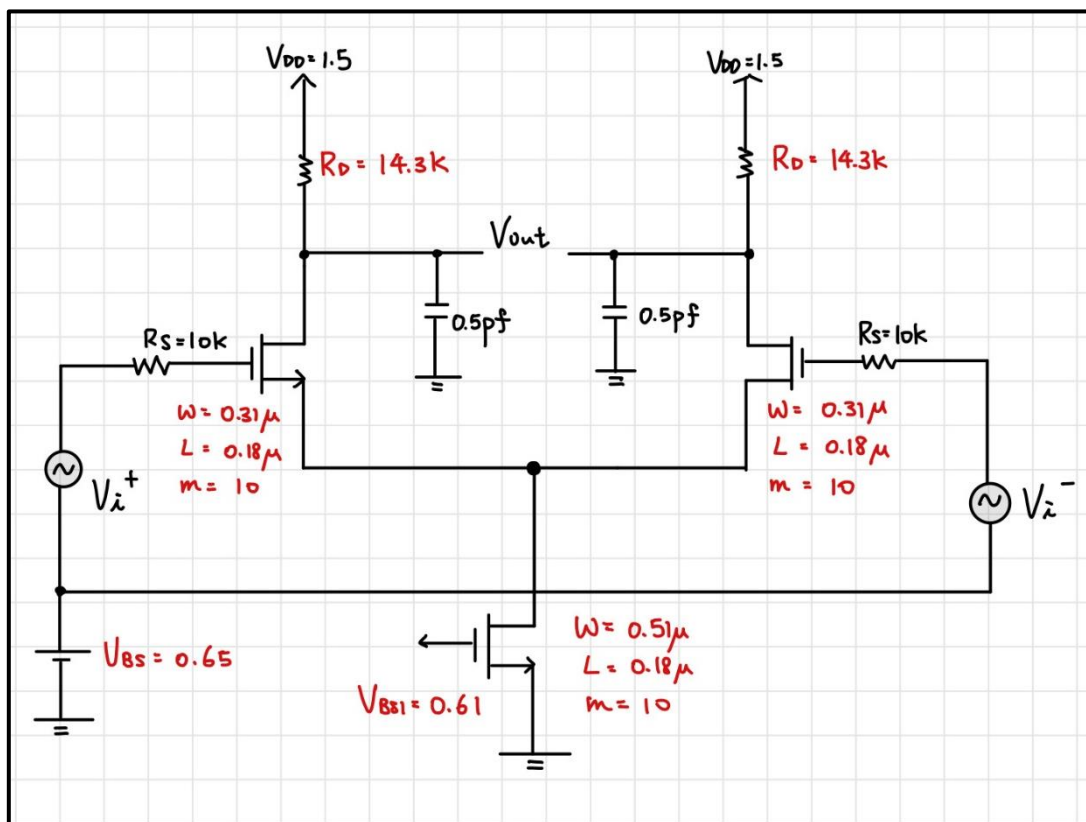 VDD=1.5
VDD=1.5
RD= 14.3k
RD= 14.3k
Vout
0.5pf
0.5pf
RS=10k
RS=10k
W= 0.31μ
L= 0.18μ
m= 10
W= 0.31μ
L= 0.18μ
m= 10
Vi+
Vi-
VBS = 0.65
VBS1= 0.61
W= 0.51μ
L= 0.18μ
m= 10